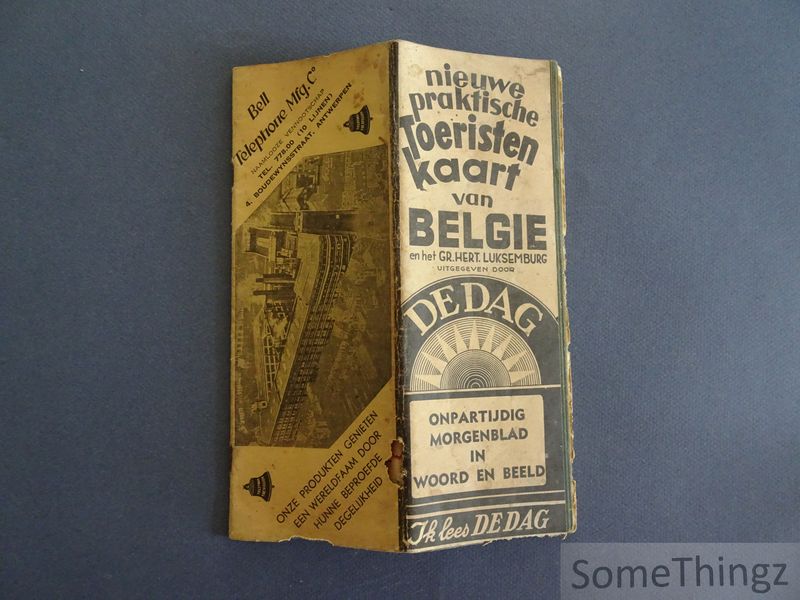 Bell
Telephone Mfg. Cº
NAAMLOOZE VENNOOTSCHAP
TEL. 778.00 (10 LIJNEN)
4. BOUDEWYNSSTRAAT. ANTWERPEN
ONZE PRODUKTEN GENIETEN
EEN WERELDFAAM DOOR
HUNNE BEPROEFDE
DEGELIJKHEID
nieuwe
praktische
Toeristen
kaart
van
BELGIE
en het GR. HERT. LUKSEMBURG
UITGEGEVEN DOOR
DE DAG
ONPARTIJDIG
MORGENBLAD
IN
WOORD EN BEELD
Ik lees DE DAG
SomeThingz